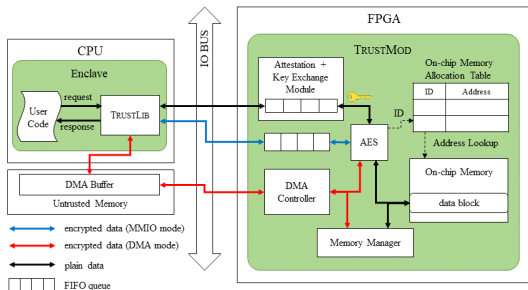 FPGA
CPU
IO BUS
TRUSTMOD
Enclave
Attestation +
Key Exchange
Module
On-chip Memory
Allocation Table
ID Address
request
User
Code
TRUSTLIB
response
AES
ID
Address Lookup
DMA Buffer
Untrusted Memory
DMA
Controller
On-chip Memory
data block
Memory Manager
encrypted data (MMIO mode)
encrypted data (DMA mode)
plain data
FIFO queue